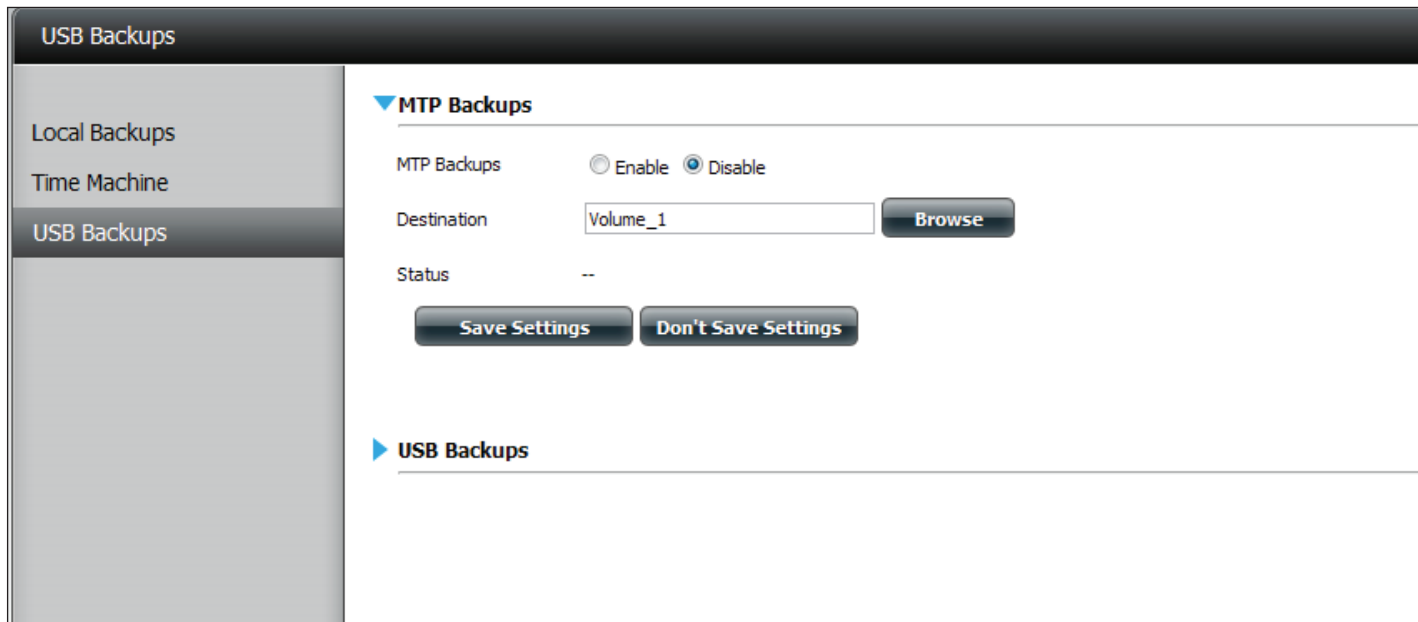 USB Backups
Local Backups
Time Machine
USB Backups
MTP Backups
MTP Backups Enable Disable
Destination Volume_1 Browse
Status --
Save Settings Don't Save Settings
USB Backups